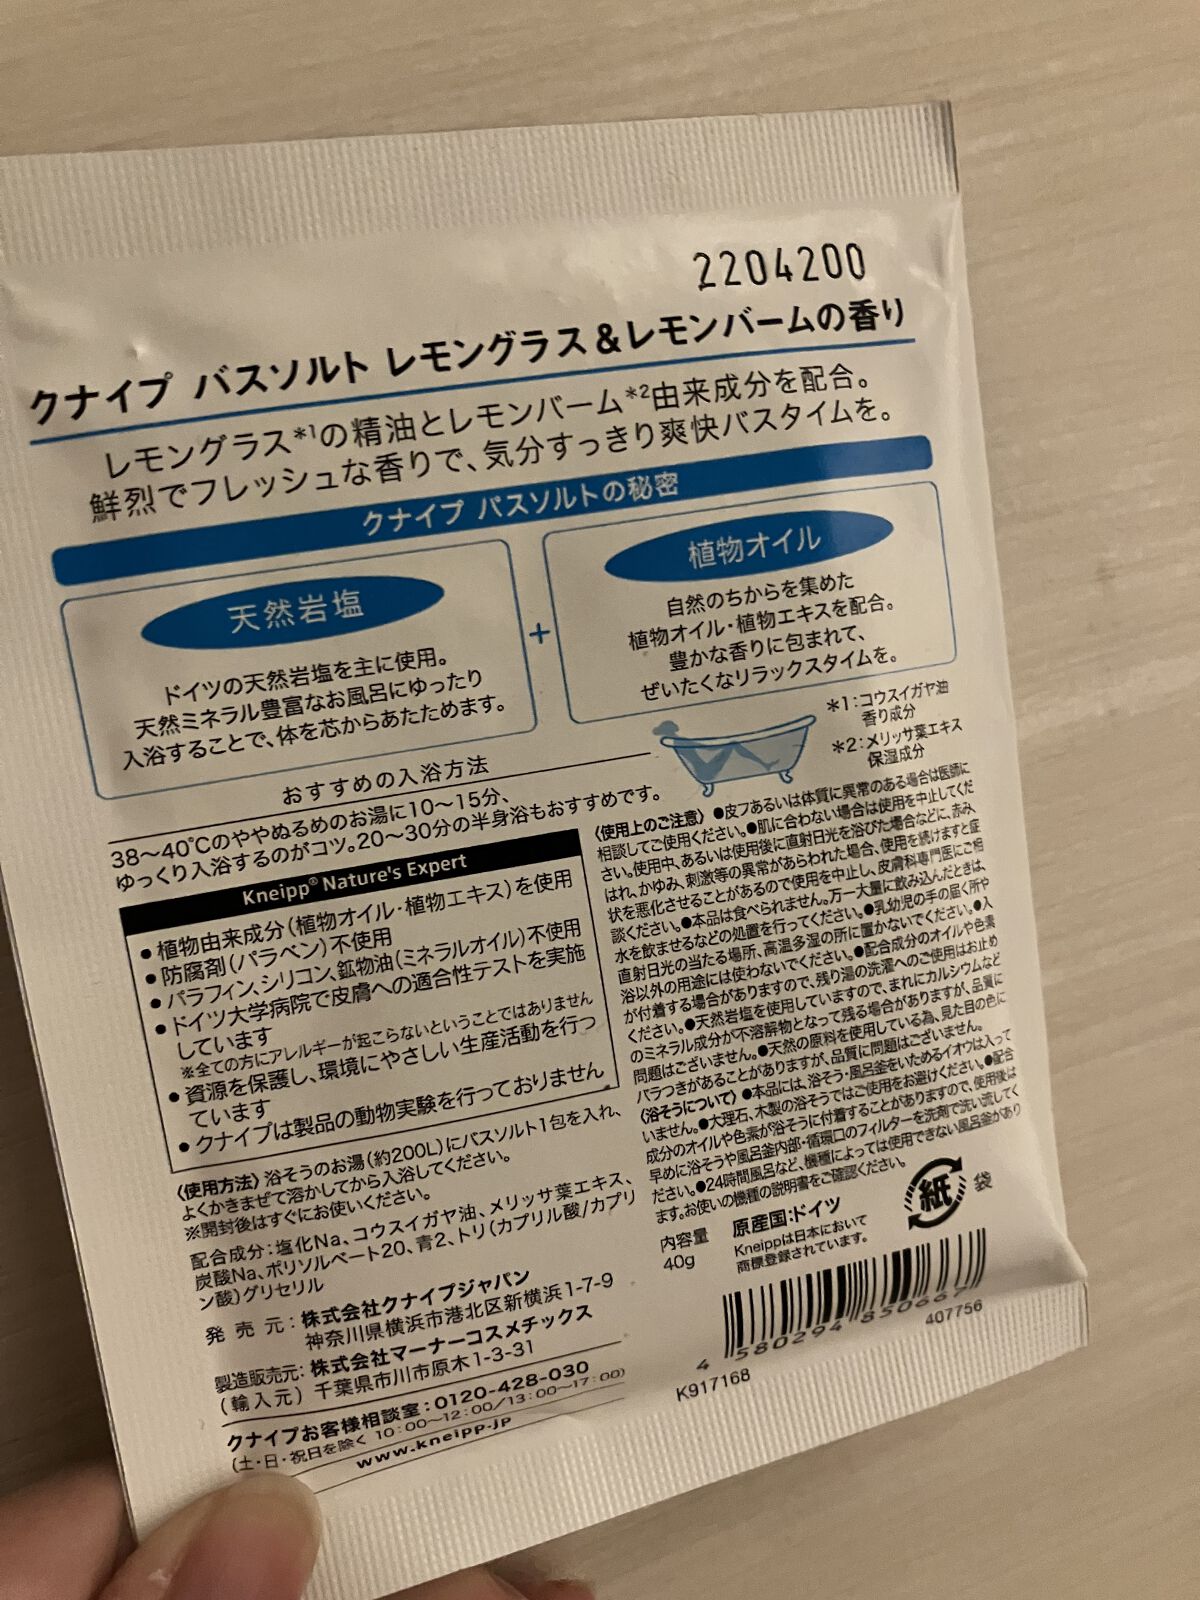 2204200
クナイプ バスソルト レモングラス&レモンバームの香り
レモングラス*1の精油とレモンバーム*2由来成分を配合。
鮮烈でフレッシュな香りで、気分すっきり爽快バスタイムを。
クナイプ バスソルトの秘密
天然岩塩
ドイツの天然岩塩を主に使用。
天然ミネラル豊富なお風呂にゆったり
入浴することで、体を芯からあたためます。
+
植物オイル
自然のちからを集めた
植物オイル・植物エキスを配合。
豊かな香りに包まれて、
ぜいたくなリラックスタイムを。
*1:コウスイガヤ油
香り成分
*2:メリッサ葉エキス
保湿成分
おすすめの入浴方法
38〜40℃のややぬるめのお湯に10〜15分、
ゆっくり入浴するのがコツ。20〜30分の半身浴もおすすめです。
Kneipp® Nature's Expert
●植物由来成分(植物オイル・植物エキス)を使用
●防腐剤(パラベン)不使用
●パラフィン、シリコン、鉱物油(ミネラルオイル)不使用
●ドイツ大学病院で皮膚への適合性テストを実施
しています
※全ての方にアレルギーが起こらないということではありません
●資源を保護し、環境にやさしい生産活動を行っ
ています
●クナイプは製品の動物実験を行っておりません
〈使用方法〉浴そうのお湯(約200L)にバスソルト1包を入れ、
よくかきまぜて溶かしてから入浴してください。
※開封後はすぐにお使いください。
配合成分:塩化Na、コウスイガヤ油、メリッサ葉エキス、
炭酸Na、ポリソルベート20、青2、トリ(カプリル酸/カプリ
ン酸)グリセリル
発売元:株式会社クナイプジャパン
神奈川県横浜市港北区新横浜1-7-9
製造販売元:株式会社マーナーコスメチックス
(輸入元) 千葉県市川市原木1-3-31
クナイプお客様相談室:0120-428-030
(土・日・祝日を除く 10:00〜12:00/13:00〜17:00)
www.kneipp.jp
〈使用上のご注意〉●皮フあるいは体質に異常のある場合は医師に
相談してご使用ください。●肌に合わない場合は使用を中止してくだ
さい。使用中、あるいは使用後に直射日光を浴びた場合などに、赤み、
はれ、かゆみ、刺激等の異常があらわれた場合、使用を続けますと症
状を悪化させることがあるので使用を中止し、皮膚科専門医にご相
談ください。●本品は食べられません。万一大量に飲み込んだときは、
水を飲ませるなどの処置を行ってください。●乳幼児の手の届く所や
直射日光の当たる場所、高温多湿の所に置かないでください。●入
浴以外の用途には使わないでください。●配合成分のオイルや色素
が付着する場合がありますので、残り湯の洗濯へのご使用はお止め
ください。●天然岩塩を使用していますので、まれにカルシウムなど
のミネラル成分が不溶解物となって残る場合がありますが、品質に
問題はございません。●天然の原料を使用している為、見た目の色に
バラつきがあることがありますが、品質に問題はございません。
〈浴そうについて〉●本品には、浴そう・風呂釜をいためるイオウは入って
いません。●大理石、木製の浴そうではご使用をお避けください。●配合
成分のオイルや色素が浴そうに付着することがありますので、使用後は
早めに浴そうや風呂釜内部・循環口のフィルターを洗剤で洗い流してく
ださい。●24時間風呂など、機種によっては使用できない風呂釜があり
ます。お使いの機種の説明書をご確認ください。
内容量
40g
原産国:ドイツ
Kneippは日本において
商標登録されています。
紙
袋
4 580294 850667
407756
K917168